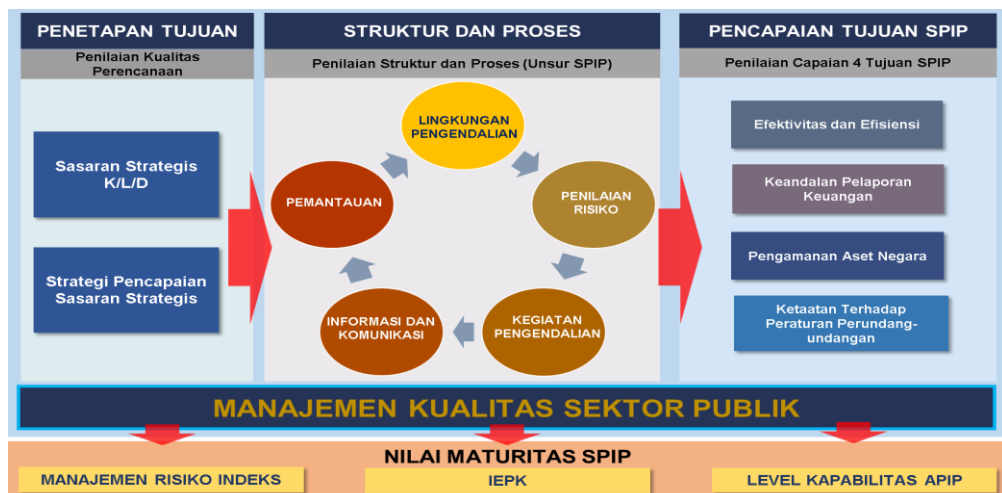 PENETAPAN TUJUAN
Penilaian Kualitas
Perencanaan
Sasaran Strategis
K/L/D
Strategi Pencapaian
Sasaran Strategis
STRUKTUR DAN PROSES
Penilaian Struktur dan Proses (Unsur SPIP)
LINGKUNGAN
PENGENDALIAN
PENILAIAN
RISIKO
KEGIATAN
PENGENDALIAN
INFORMASI DAN
KOMUNIKASI
PEMANTAUAN
PENCAPAIAN TUJUAN SPIP
Penilaian Capaian 4 Tujuan SPIP
Efektivitas dan Efisiensi
Keandalan Pelaporan
Keuangan
Pengamanan Aset Negara
Ketaatan Terhadap
Peraturan Perundang-
undangan
MANAJEMEN KUALITAS SEKTOR PUBLIK
NILAI MATURITAS SPIP
MANAJEMEN RISIKO INDEKS
IEPK
LEVEL KAPABILITAS APIP